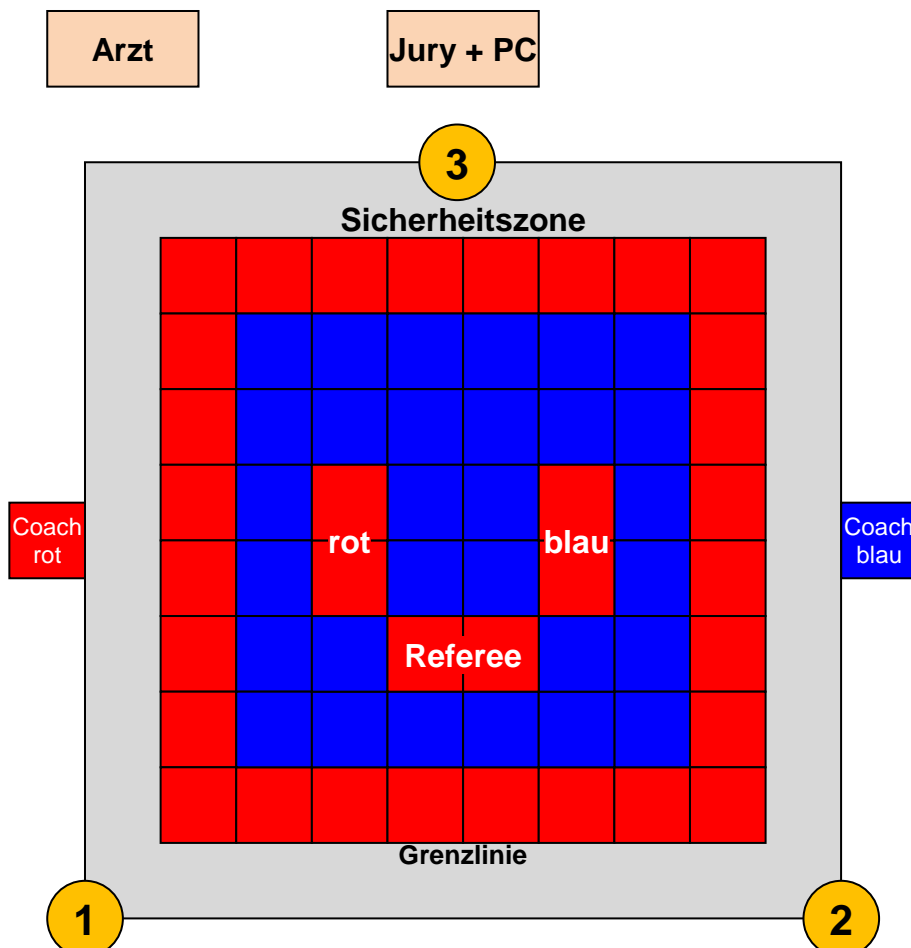 Arzt
Jury + PC
3
Sicherheitszone
Coach
rot
rot
blau
Coach
blau
Referee
Grenzlinie
1
2